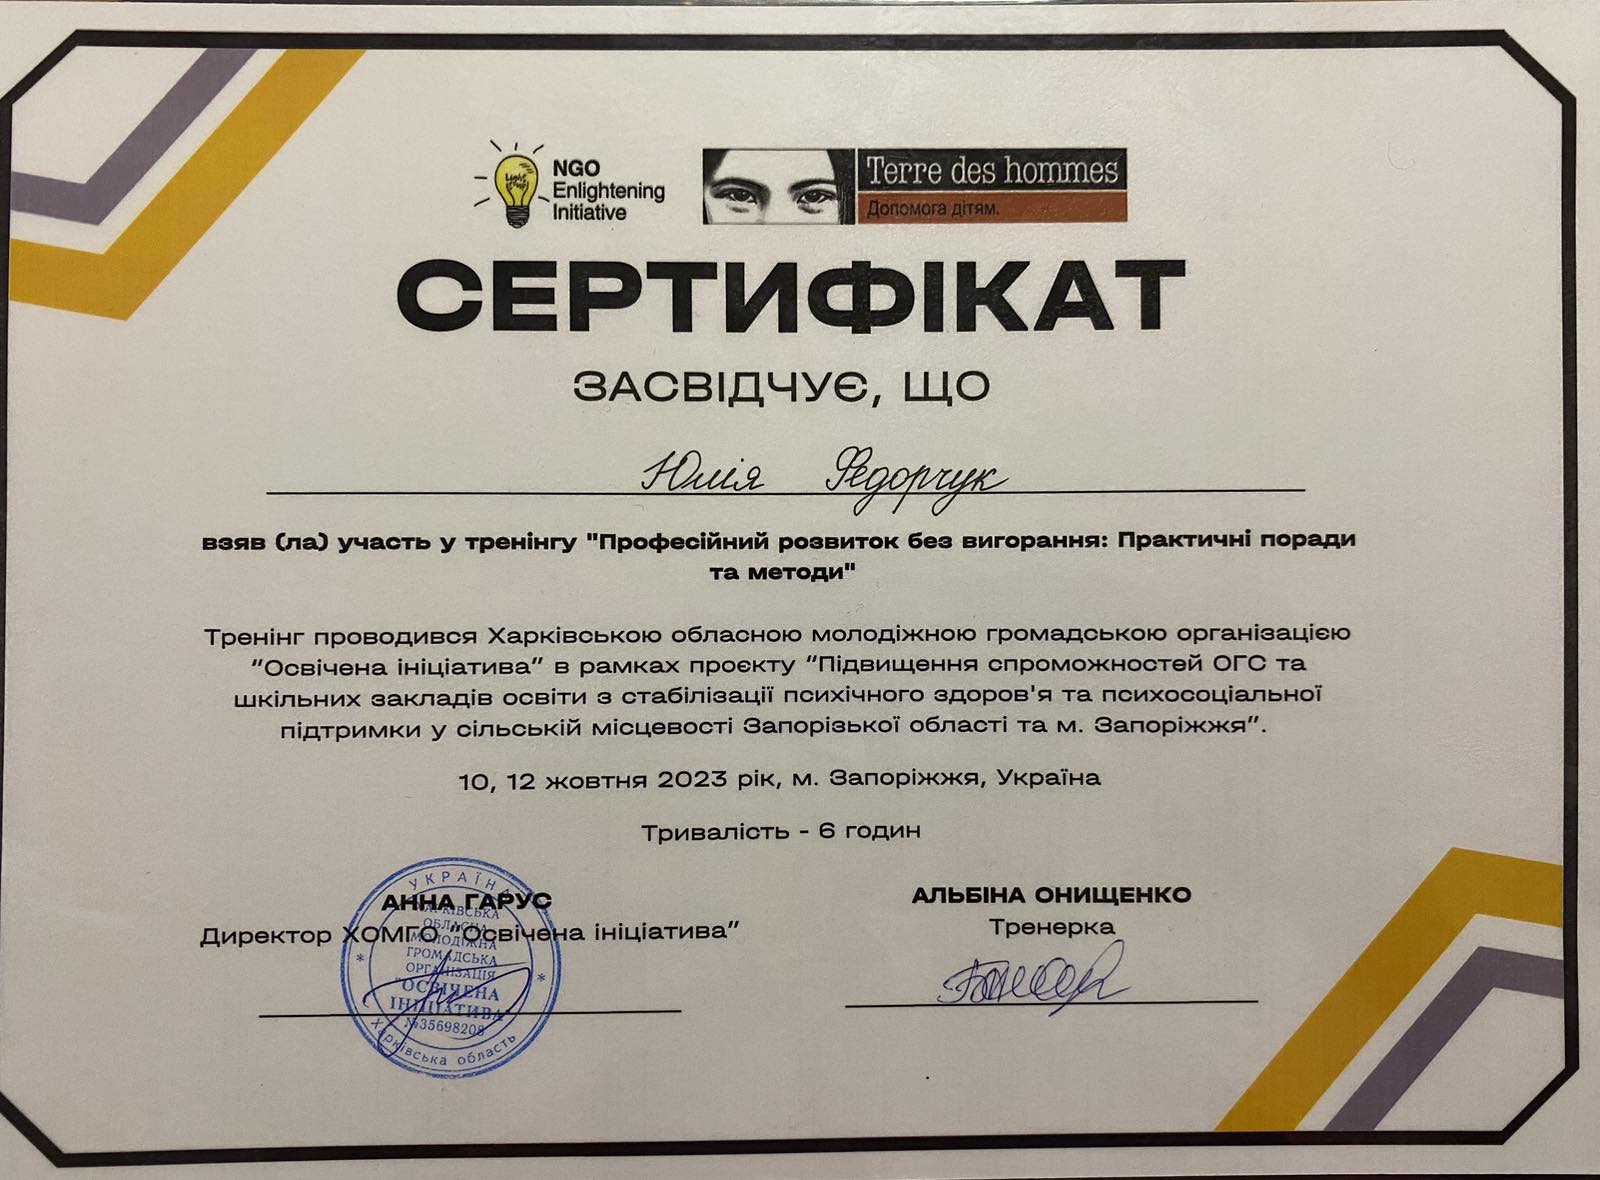 Light it up!
NGO
Enlightening
Initiative
Terre des hommes
Допомога дітям.
СЕРТИФІКАТ
ЗАСВІДЧУЄ, ЩО
Юлія Федорчук
взяв (ла) участь у тренінгу "Професійний розвиток без вигорання: Практичні поради
та методи"
Тренінг проводився Харківською обласною молодіжною громадською організацією
“Освічена ініціатива” в рамках проєкту “Підвищення спроможностей ОГС та
шкільних закладів освіти з стабілізації психічного здоров'я та психосоціальної
підтримки у сільській місцевості Запорізької області та м. Запоріжжя”.
10, 12 жовтня 2023 рік, м. Запоріжжя, Україна
Тривалість - 6 годин
АННА ГАРУС
Директор ХОМГО “Освічена ініціатива”
УКРАЇНА
ХАРКІВСЬКА
ОБЛАСНА
МОЛОДІЖНА
ГРОМАДСЬКА
ОРГАНІЗАЦІЯ
"ОСВІЧЕНА
ІНІЦІАТИВА"
№35698208
Харківська область
АЛЬБІНА ОНИЩЕНКО
Тренерка